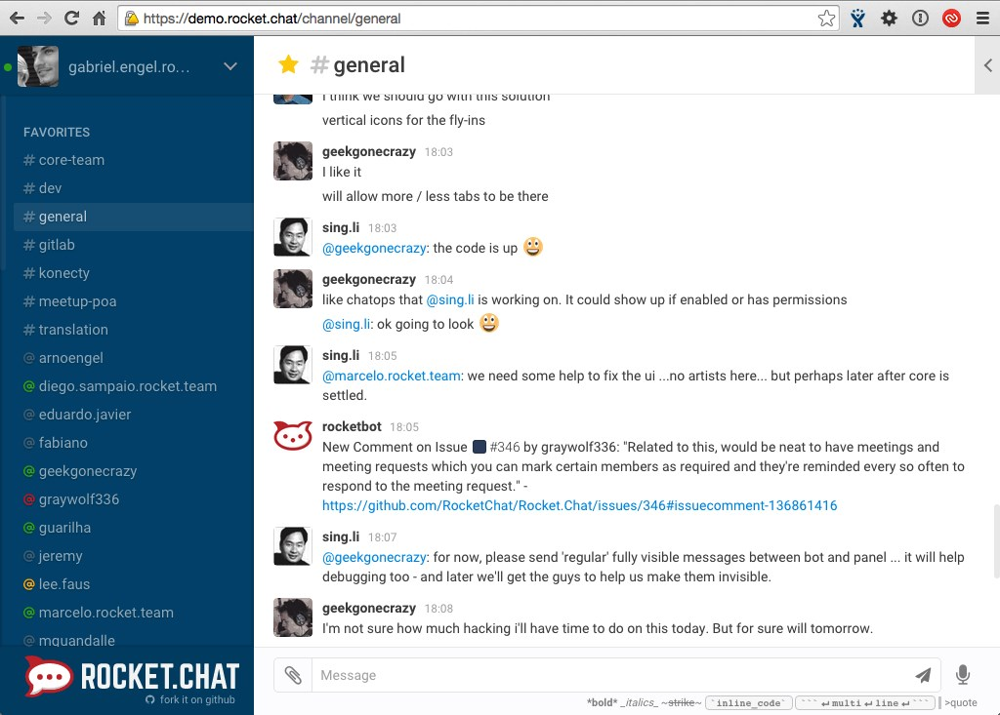 https://demo.rocket.chat/channel/general
gabriel.engel.ro...
FAVORITES
# core-team
# dev
# general
# gitlab
# konecty
# meetup-poa
# translation
@ arnoengel
@ diego.sampaio.rocket.team
@ eduardo.javier
@ fabiano
@ geekgonecrazy
@ graywolf336
@ guarilha
@ jeremy
@ lee.faus
@ marcelo.rocket.team
@ mquandalle
ROCKET.CHAT
fork it on github
# general
I think we should go with this solution
vertical icons for the fly-ins
geekgonecrazy 18:03
I like it
will allow more / less tabs to be there
sing.li 18:03
@geekgonecrazy: the code is up
geekgonecrazy 18:04
like chatops that @sing.li is working on. It could show up if enabled or has permissions
@sing.li: ok going to look
sing.li 18:05
@marcelo.rocket.team: we need some help to fix the ui ...no artists here... but perhaps later after core is
settled.
rocketbot 18:05
New Comment on Issue #346 by graywolf336: "Related to this, would be neat to have meetings and
meeting requests which you can mark certain members as required and they're reminded every so often to
respond to the meeting request." -
https://github.com/RocketChat/Rocket.Chat/issues/346#issuecomment-136861416
sing.li 18:07
@geekgonecrazy: for now, please send 'regular' fully visible messages between bot and panel ... it will help
debugging too - and later we'll get the guys to help us make them invisible.
geekgonecrazy 18:08
I'm not sure how much hacking i'll have time to do on this today. But for sure will tomorrow.
Message
*bold* _italics_ ~strike~ `inline_code` ```↵multi↵line↵``` >quote